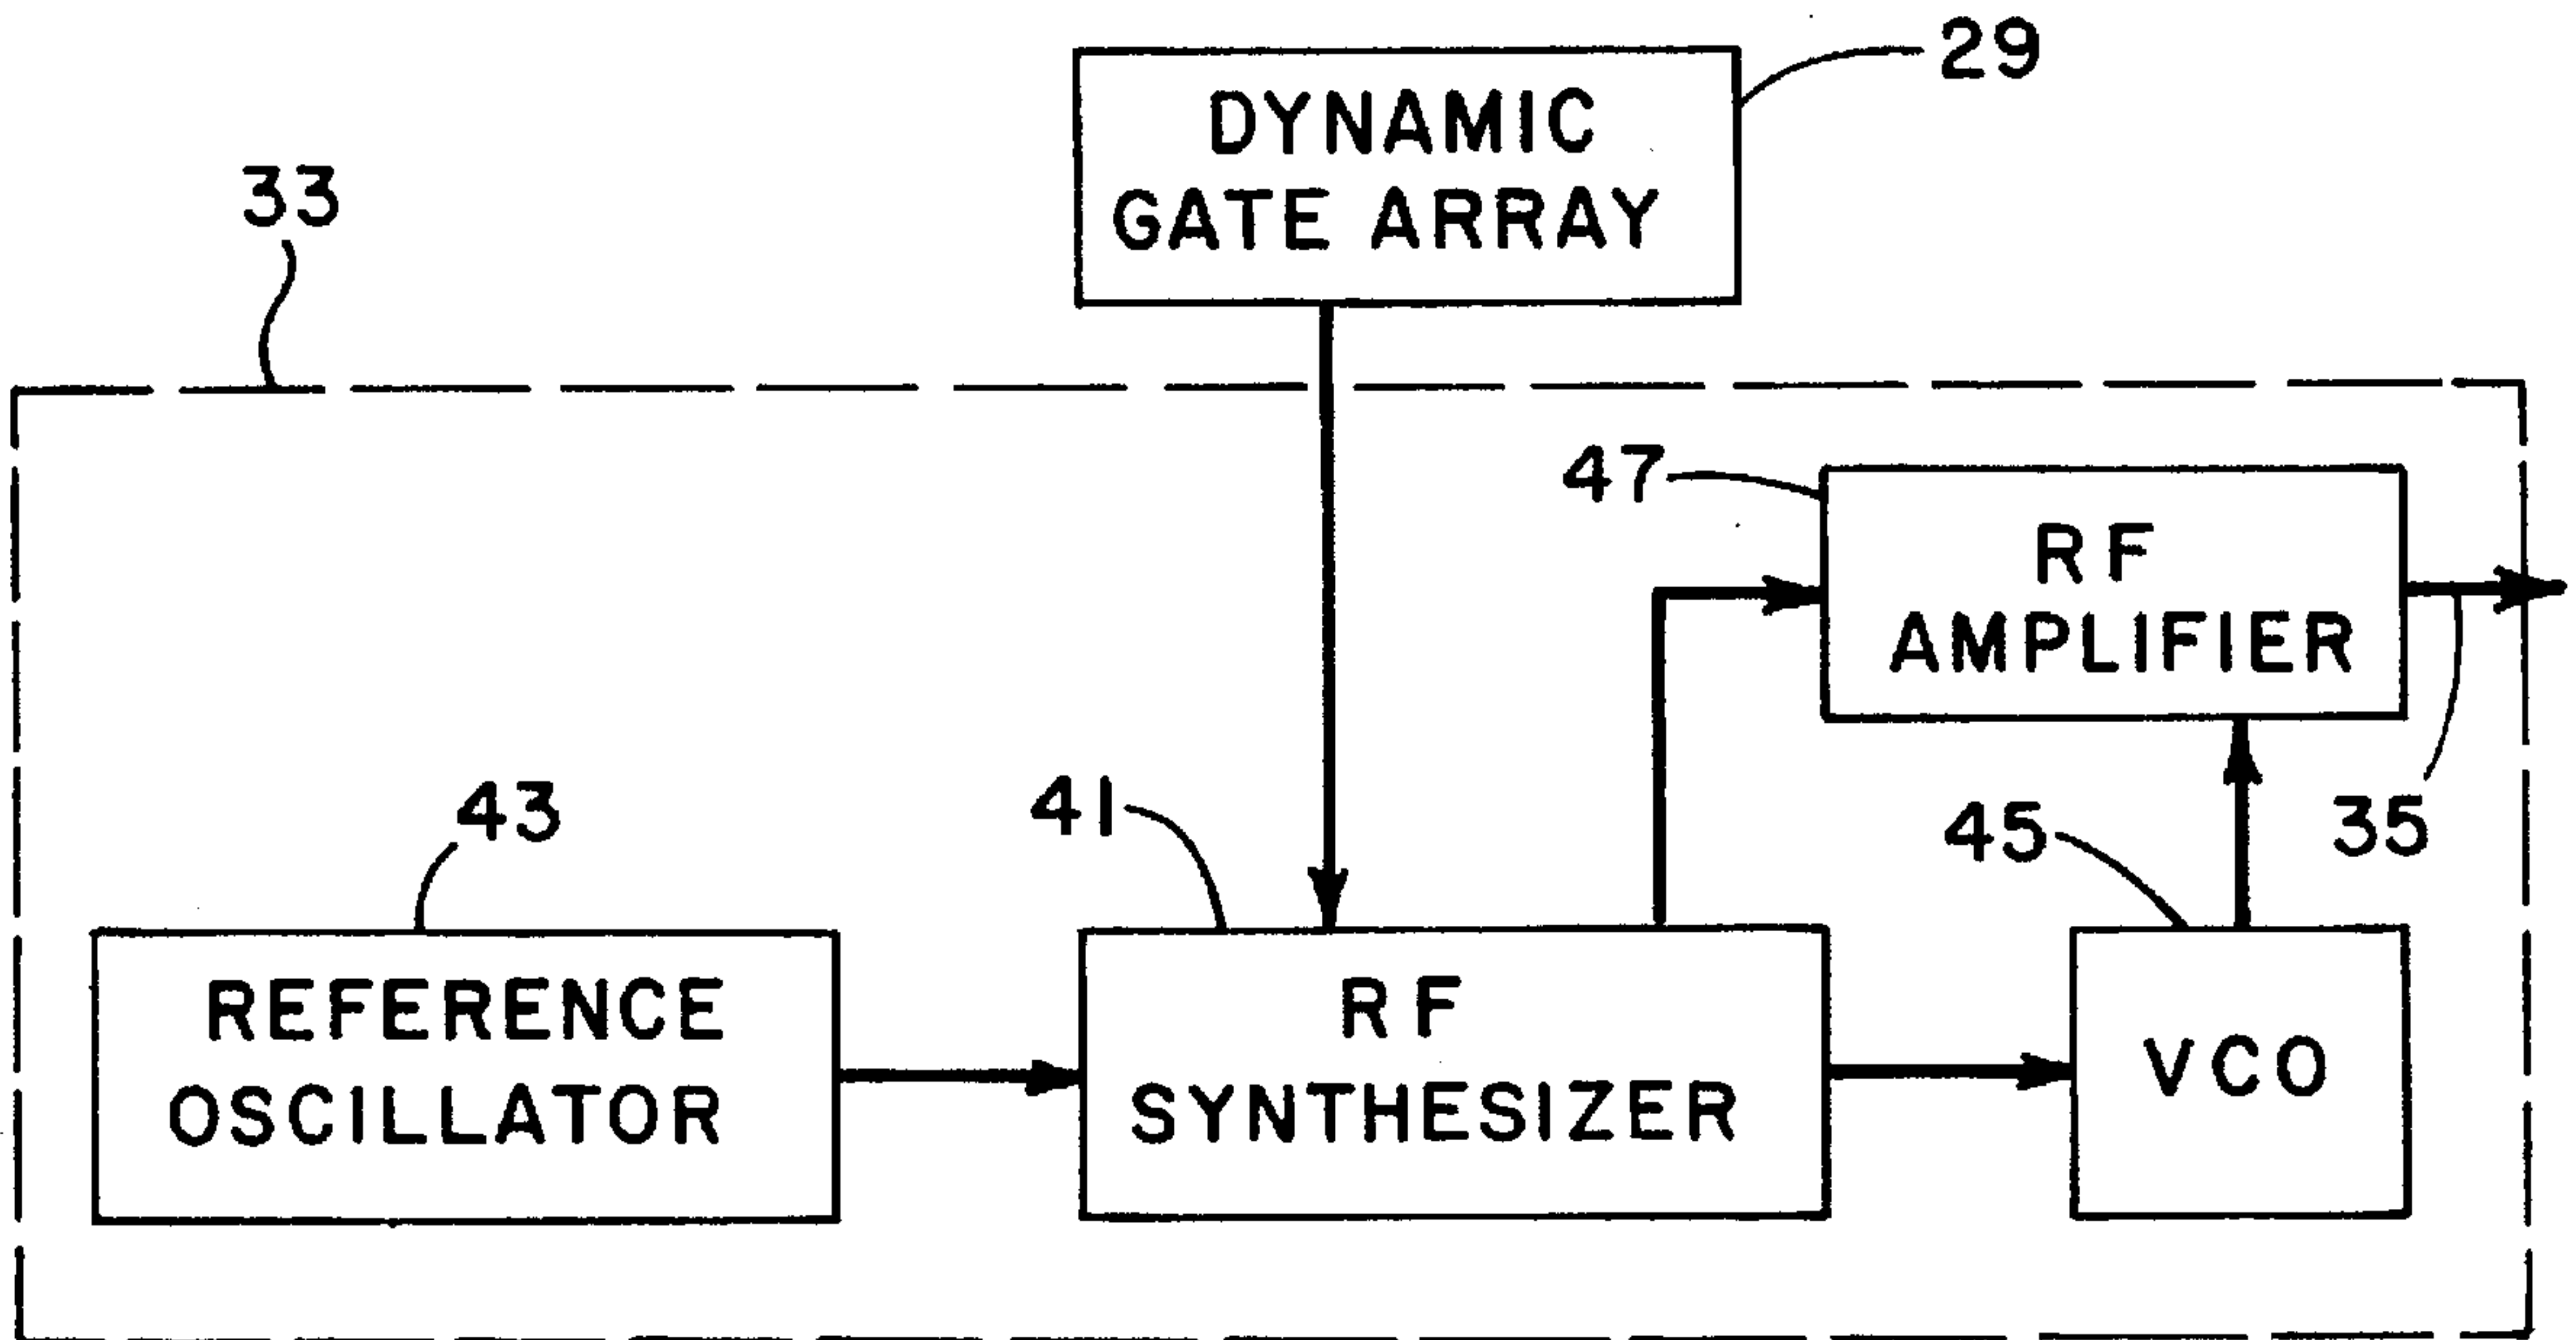 29
DYNAMIC
GATE ARRAY
33
47
RF
AMPLIFIER
35
43
41
45
REFERENCE
OSCILLATOR
RF
SYNTHESIZER
VCO